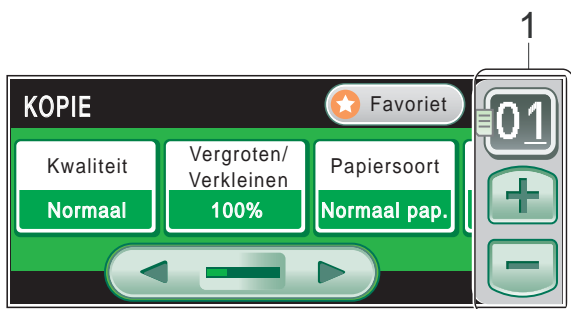 1
KOPIE
Favoriet
01
Kwaliteit
Normaal
Vergroten/
Verkleinen
100%
Papiersoort
Normaal pap.
+
−